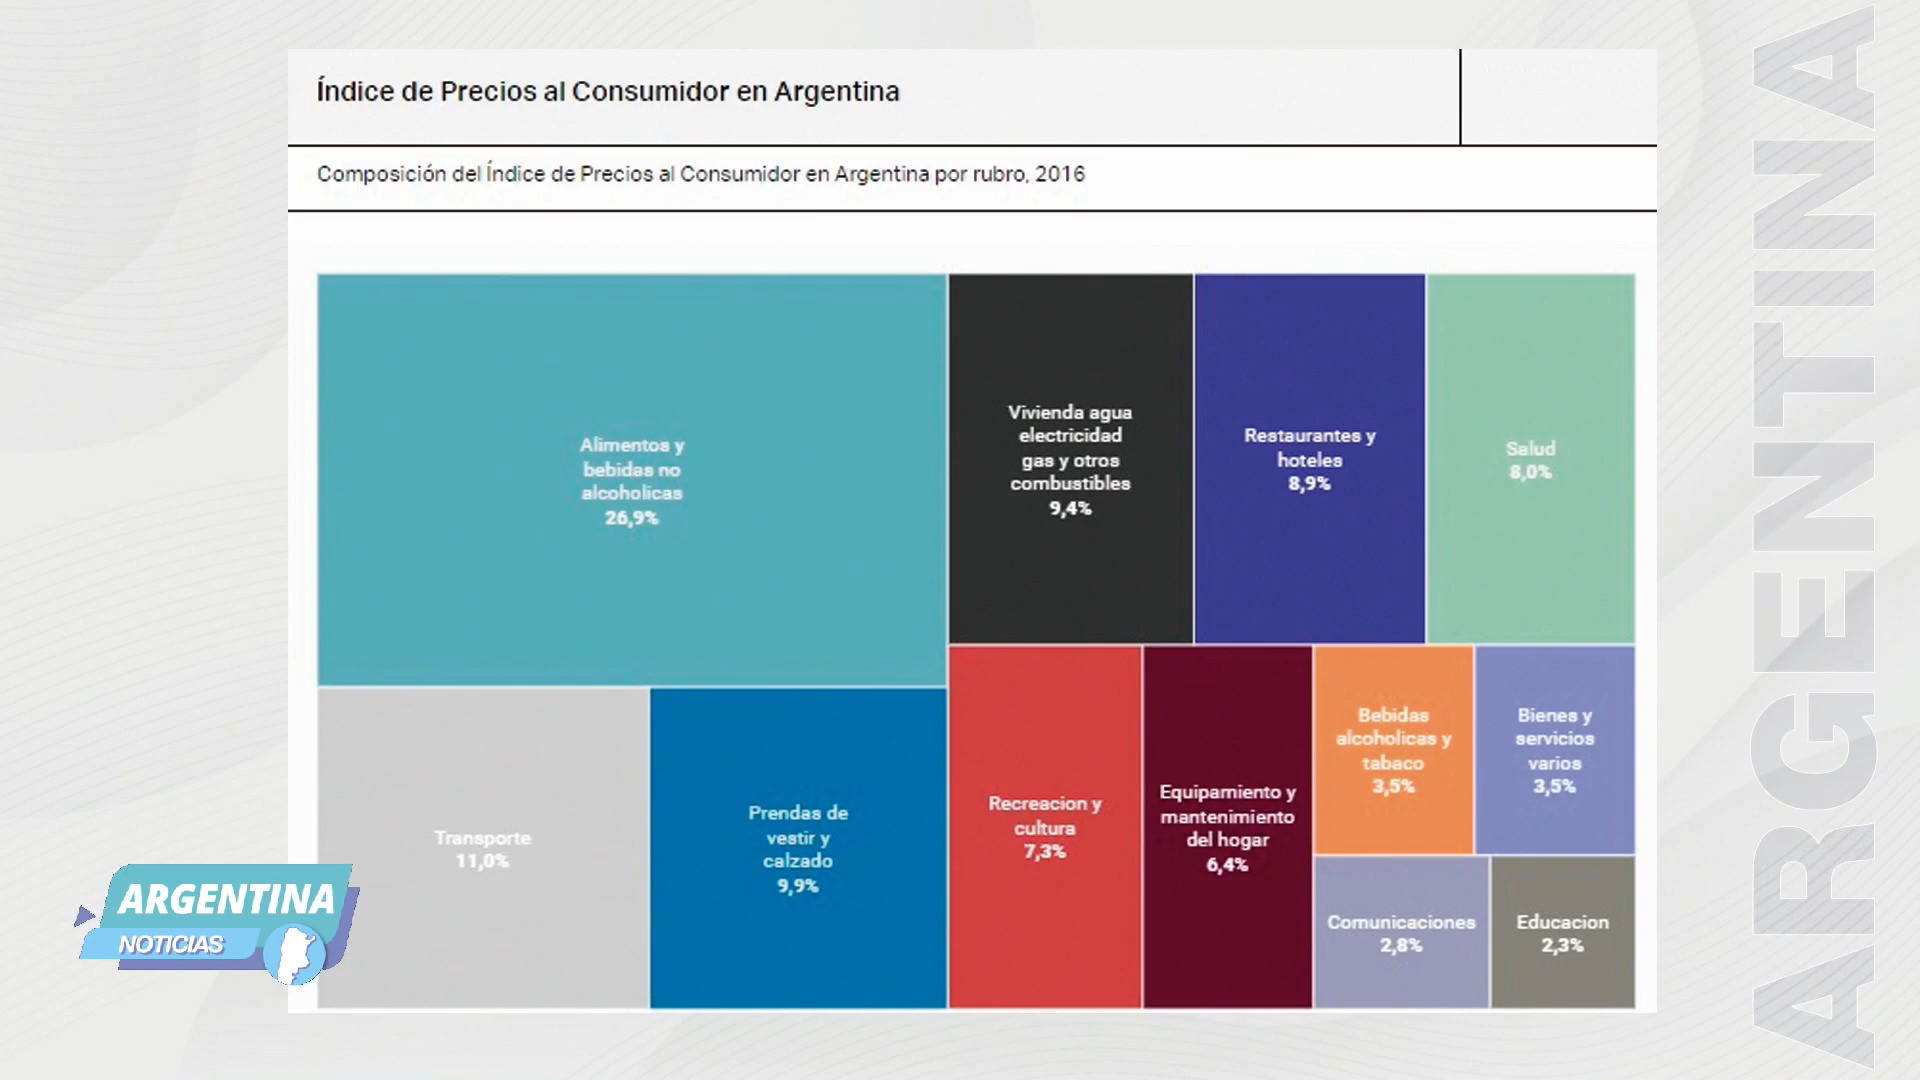 Índice de Precios al Consumidor en Argentina
Composición del Índice de Precios al Consumidor en Argentina por rubro, 2016
Alimentos y
bebidas no
alcoholicas
26,9%
Vivienda agua
electricidad
gas y otros
combustibles
9,4%
Restaurantes y
hoteles
8,9%
Salud
8,0%
Transporte
11,0%
Prendas de
vestir y
calzado
9,9%
Recreacion y
cultura
7,3%
Equipamiento y
mantenimiento
del hogar
6,4%
Bebidas
alcoholicas y
tabaco
3,5%
Bienes y
servicios
varios
3,5%
Comunicaciones
2,8%
Educacion
2,3%
ARGENTINA
NOTICIAS
ARGENTINA